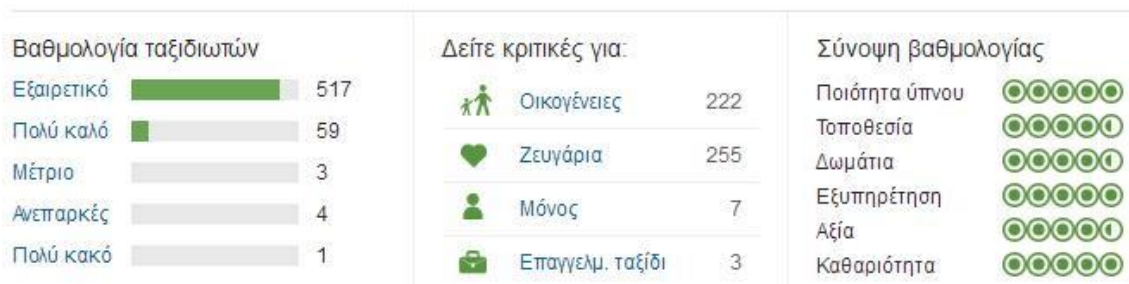 Βαθμολογία ταξιδιωτών
Εξαιρετικό 517
Πολύ καλό 59
Μέτριο 3
Ανεπαρκές 4
Πολύ κακό 1
Δείτε κριτικές για:
Οικογένειες 222
Ζευγάρια 255
Μόνος 7
Επαγγελμ. ταξίδι 3
Σύνοψη βαθμολογίας
Ποιότητα ύπνου
Τοποθεσία
Δωμάτια
Εξυπηρέτηση
Αξία
Καθαριότητα